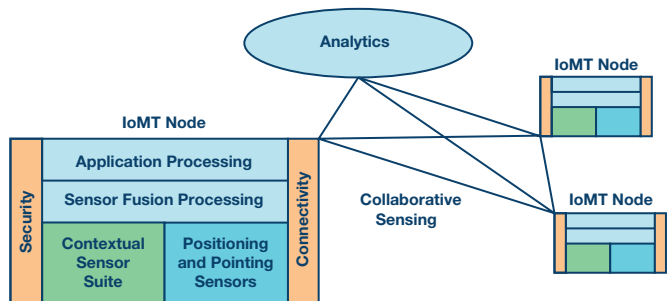 Analytics
IoMT Node
IoMT Node
Application Processing
Sensor Fusion Processing
Security
Connectivity
Contextual
Sensor
Suite
Positioning
and Pointing
Sensors
Collaborative
Sensing
IoMT Node